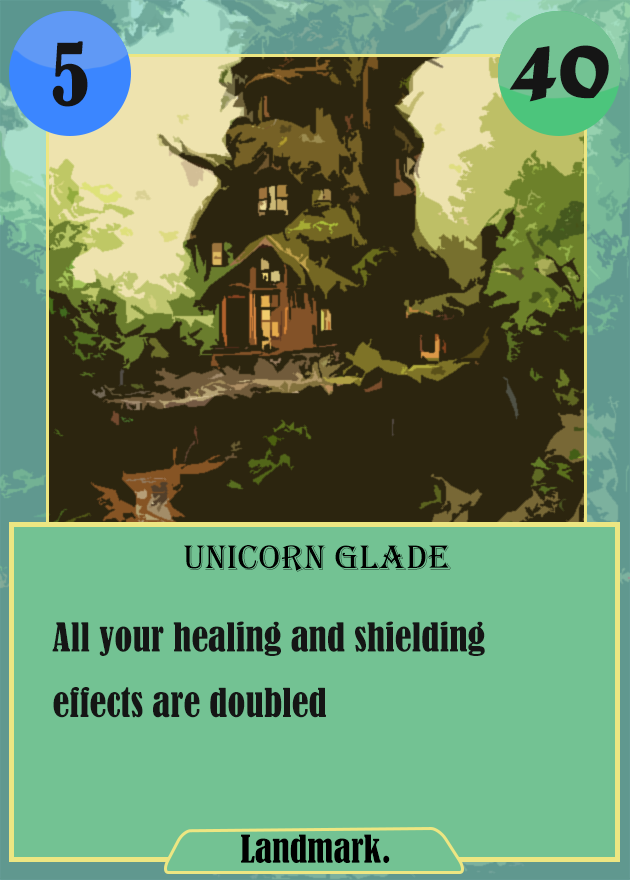 5
40
UNICORN GLADE
All your healing and shielding
effects are doubled
Landmark.